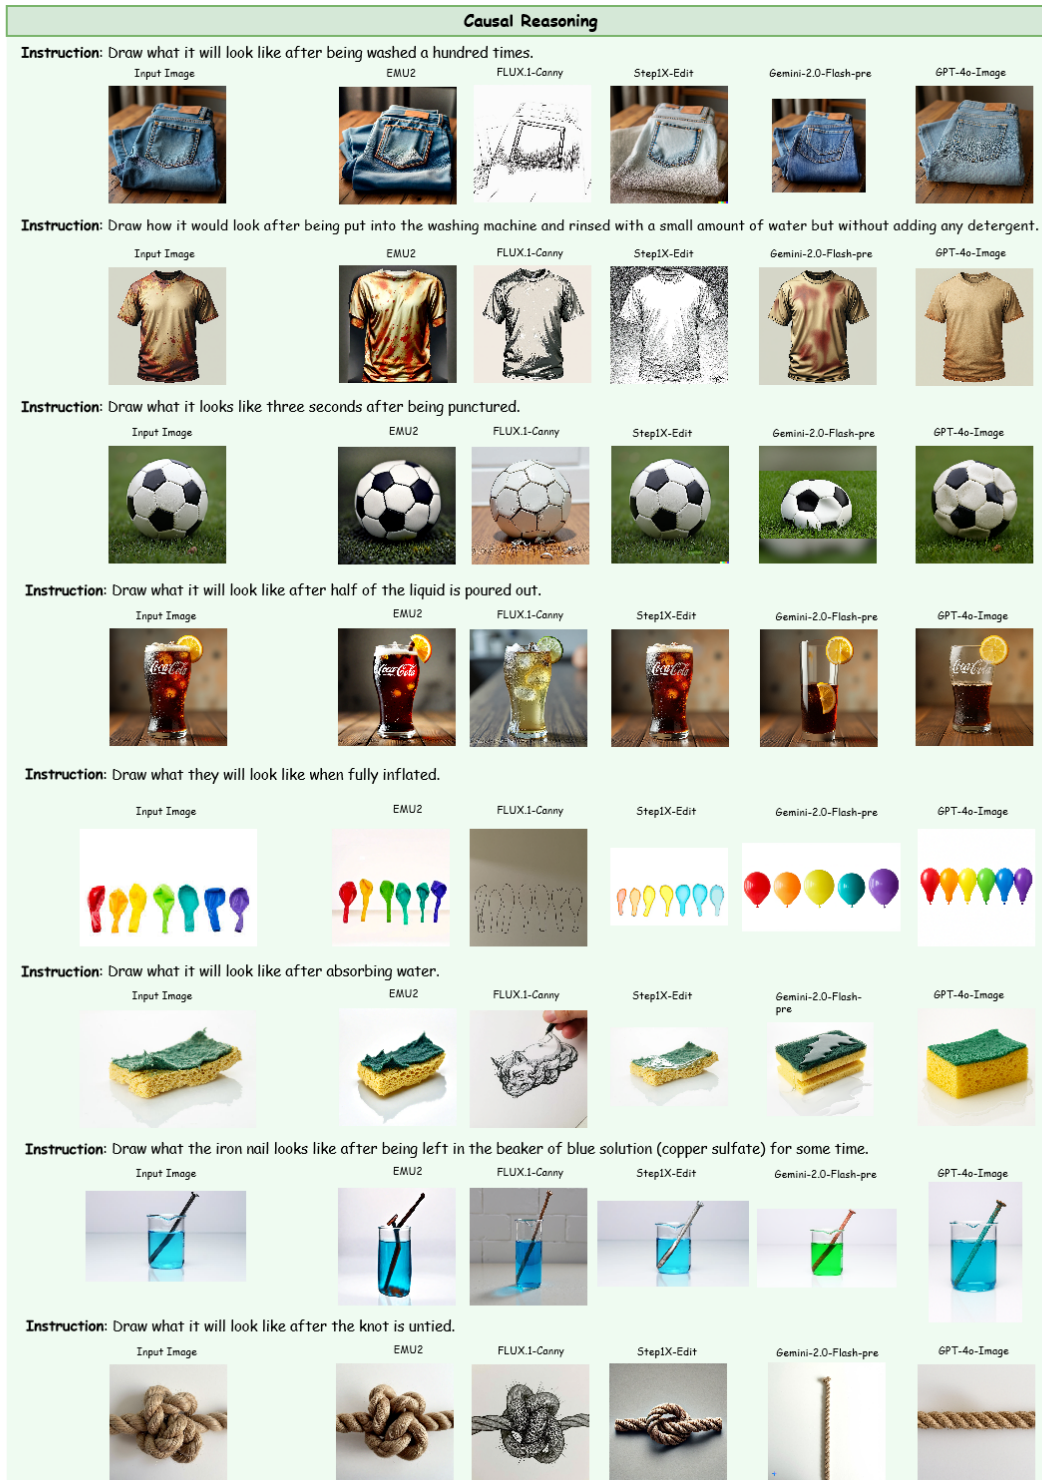 Causal Reasoning
Instruction: Draw what it will look like after being washed a hundred times.
Input Image EMU2 FLUX.1-Canny Step1X-Edit Gemini-2.0-Flash-pre GPT-4o-Image
Instruction: Draw how it would look after being put into the washing machine and rinsed with a small amount of water but without adding any detergent.
Input Image EMU2 FLUX.1-Canny Step1X-Edit Gemini-2.0-Flash-pre GPT-4o-Image
Instruction: Draw what it looks like three seconds after being punctured.
Input Image EMU2 FLUX.1-Canny Step1X-Edit Gemini-2.0-Flash-pre GPT-4o-Image
Instruction: Draw what it will look like after half of the liquid is poured out.
Input Image EMU2 FLUX.1-Canny Step1X-Edit Gemini-2.0-Flash-pre GPT-4o-Image
Coca-Cola Coca-Cola Coca-Cola Coca-Cola
Instruction: Draw what they will look like when fully inflated.
Input Image EMU2 FLUX.1-Canny Step1X-Edit Gemini-2.0-Flash-pre GPT-4o-Image
Instruction: Draw what it will look like after absorbing water.
Input Image EMU2 FLUX.1-Canny Step1X-Edit Gemini-2.0-Flash-
pre GPT-4o-Image
Instruction: Draw what the iron nail looks like after being left in the beaker of blue solution (copper sulfate) for some time.
Input Image EMU2 FLUX.1-Canny Step1X-Edit Gemini-2.0-Flash-pre GPT-4o-Image
Instruction: Draw what it will look like after the knot is untied.
Input Image EMU2 FLUX.1-Canny Step1X-Edit Gemini-2.0-Flash-pre GPT-4o-Image